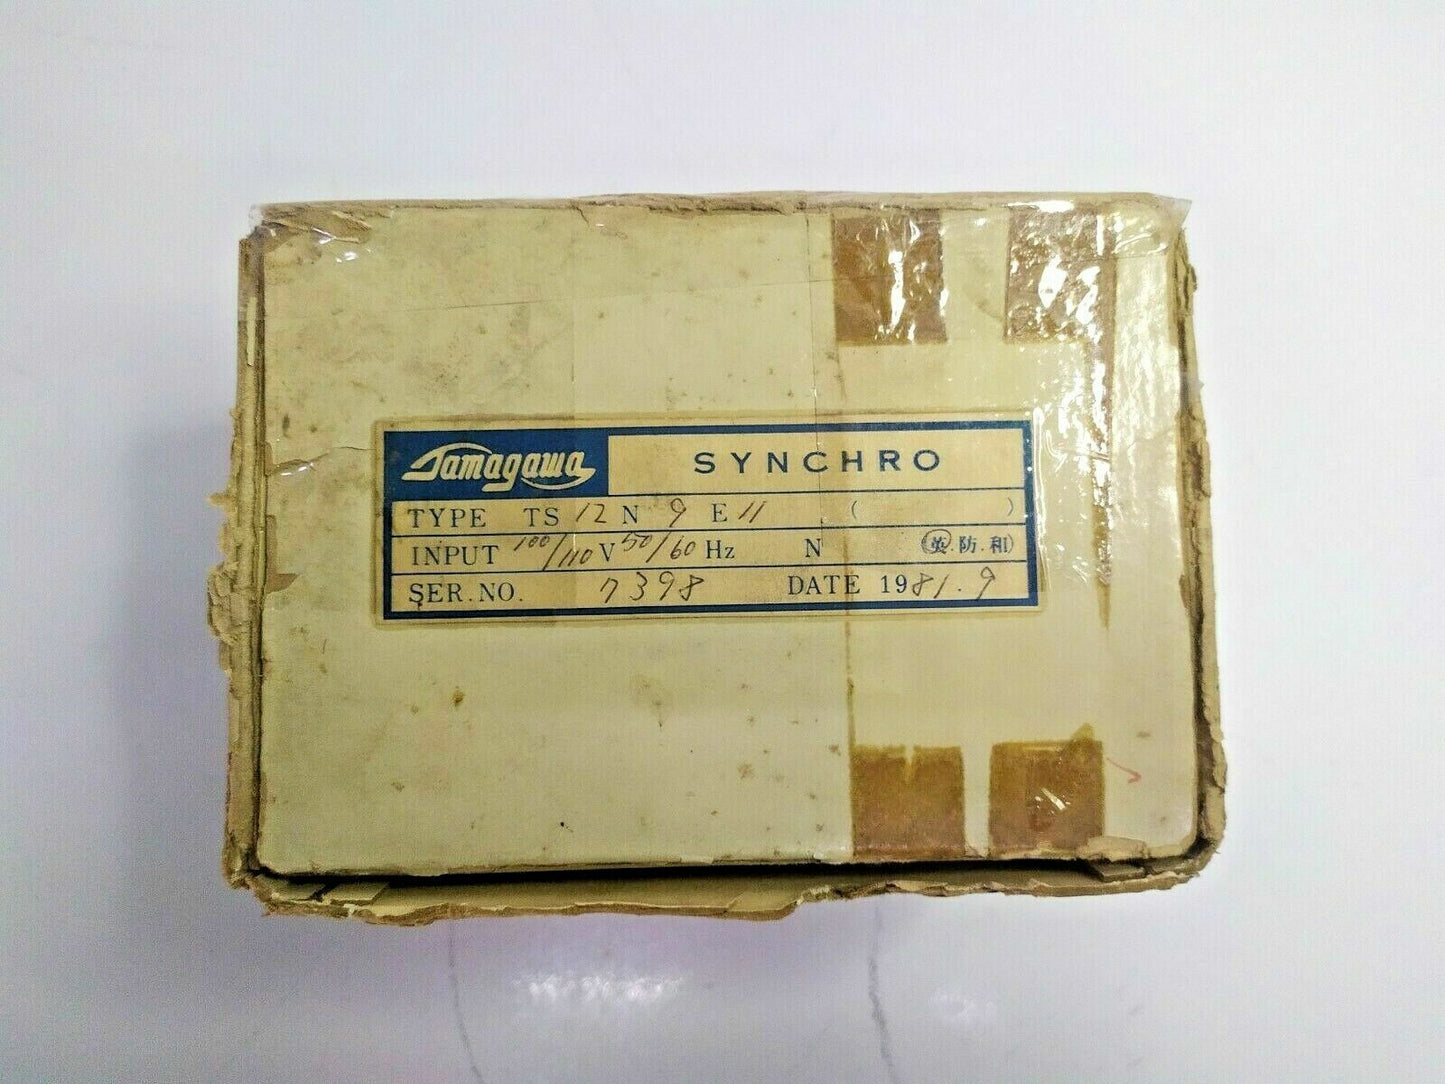 Tamagawa SYNCHRO
TYPE TS 12 N 9 E 11 ( )
INPUT 100/110 V 50/60 Hz N (英.防.和)
SER.NO. 7398 DATE 1981.9